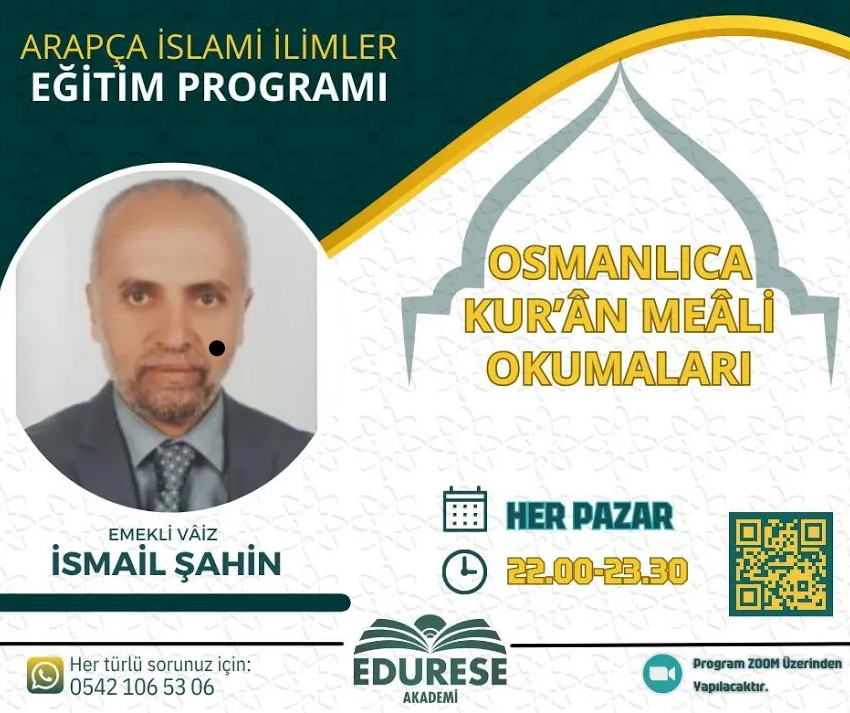 ARAPÇA İSLAMİ İLİMLER
EĞİTİM PROGRAMI
OSMANLICA
KUR’ÂN MEÂLİ
OKUMALARI
EMEKLİ VÂİZ
İSMAİL ŞAHİN
HER PAZAR
22.00-23.30
Her türlü sorunuz için:
0542 106 53 06
EDURESE
AKADEMİ
Program ZOOM Üzerinden
Yapılacaktır.